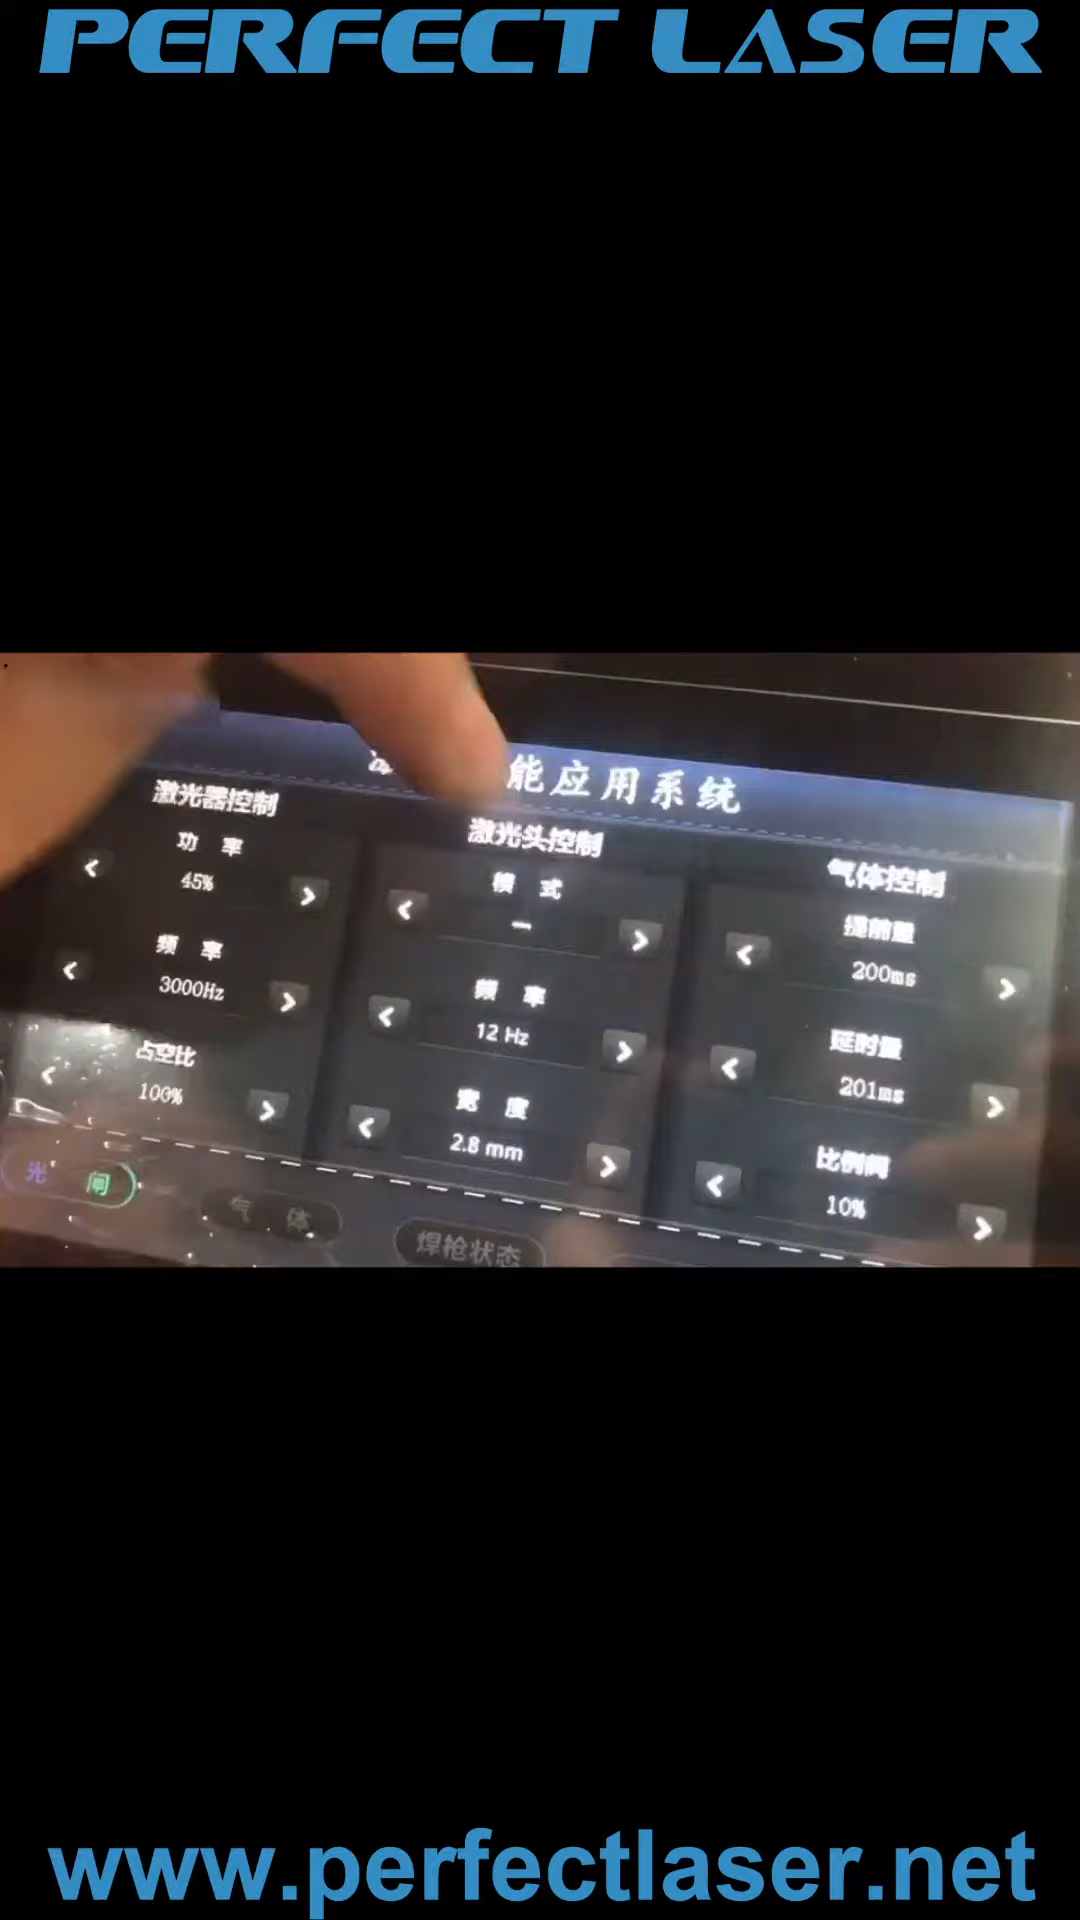 PERFECT LASER
能应用系统
激光器控制
功 率
45%
频 率
3000Hz
占空比
100%
激光头控制
模 式
一
频 率
12 Hz
宽 度
2.8 mm
气体控制
提前量
200ms
延时量
201ms
比例阀
10%
光 闸
气 体
焊枪状态
www.perfectlaser.net